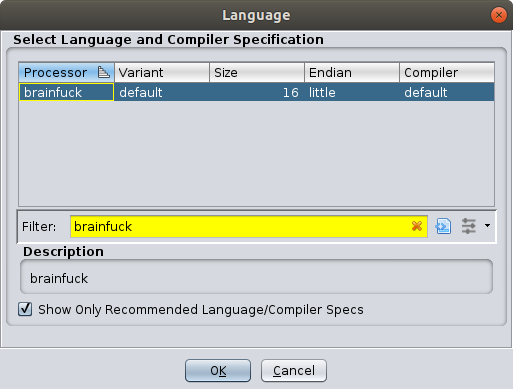 Language
Select Language and Compiler Specification
Processor Variant Size Endian Compiler
brainfuck default 16 little default
Filter: brainfuck
Description
brainfuck
Show Only Recommended Language/Compiler Specs
OK Cancel